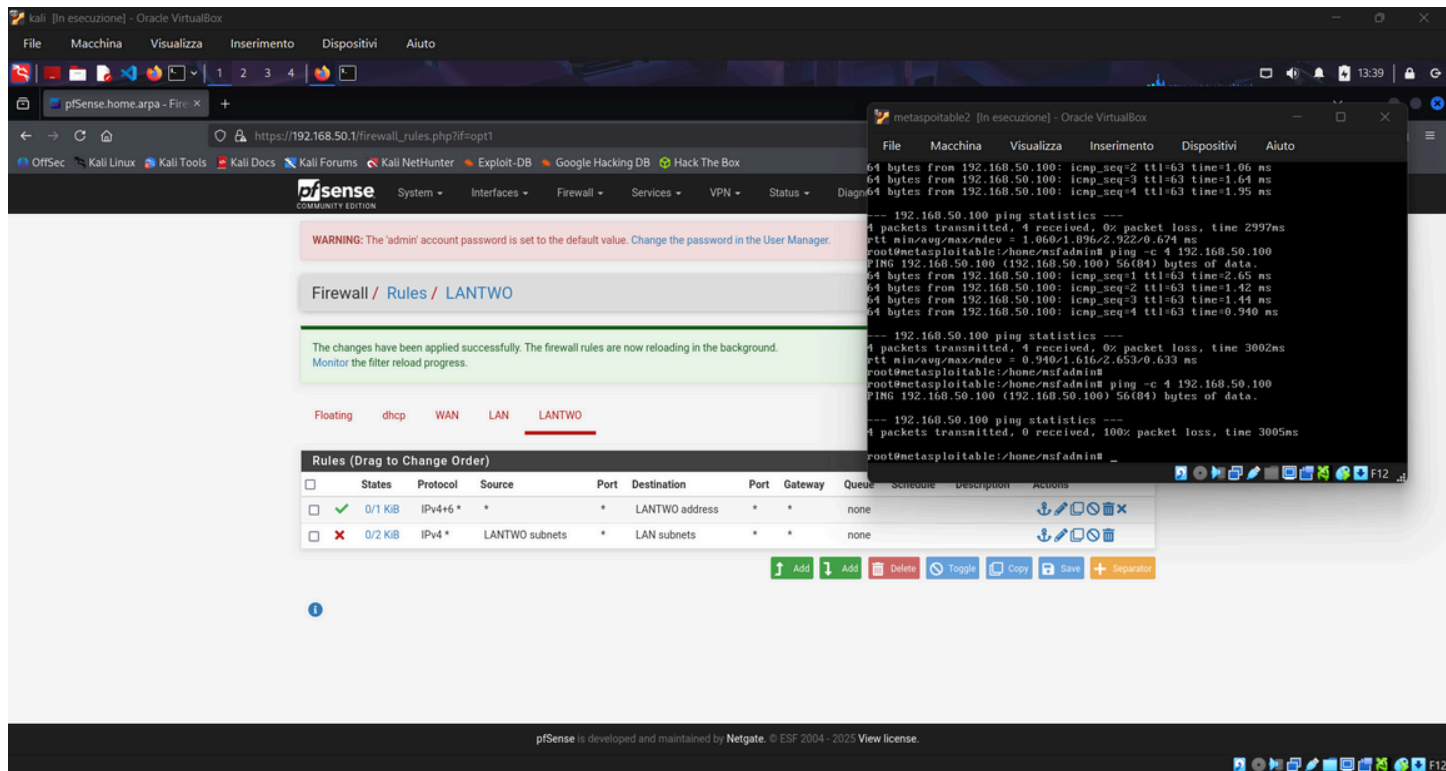 kali [In esecuzione] - Oracle VirtualBox
File Macchina Visualizza Inserimento Dispositivi Aiuto
1 2 3 4 13:39
pfSense.home.arpa - Fire
https://192.168.50.1/firewall_rules.php?if=opt1
OffSec Kali Linux Kali Tools Kali Docs Kali Forums Kali NetHunter Exploit-DB Google Hacking DB Hack The Box
pfsense COMMUNITY EDITION System Interfaces Firewall Services VPN Status Diagn
WARNING: The 'admin' account password is set to the default value. Change the password in the User Manager.
Firewall / Rules / LANTWO
The changes have been applied successfully. The firewall rules are now reloading in the background.
Monitor the filter reload progress.
Floating dhcp WAN LAN LANTWO
Rules (Drag to Change Order)
States Protocol Source Port Destination Port Gateway Queue Schedule Description Actions
0/1 KiB IPv4+6 * * * LANTWO address * * none
0/2 KiB IPv4 * LANTWO subnets * LAN subnets * * none
Add Add Delete Toggle Copy Save Separator
metaspoitable2 [In esecuzione] - Oracle VirtualBox
File Macchina Visualizza Inserimento Dispositivi Aiuto
64 bytes from 192.168.50.100: icmp_seq=2 ttl=63 time=1.06 ms
64 bytes from 192.168.50.100: icmp_seq=3 ttl=63 time=1.64 ms
64 bytes from 192.168.50.100: icmp_seq=4 ttl=63 time=1.95 ms
--- 192.168.50.100 ping statistics ---
4 packets transmitted, 4 received, 0% packet loss, time 2997ms
rtt min/avg/max/mdev = 1.060/1.896/2.922/0.674 ms
root@metasploitable:/home/msfadmin# ping -c 4 192.168.50.100
PING 192.168.50.100 (192.168.50.100) 56(84) bytes of data.
64 bytes from 192.168.50.100: icmp_seq=1 ttl=63 time=2.65 ms
64 bytes from 192.168.50.100: icmp_seq=2 ttl=63 time=1.42 ms
64 bytes from 192.168.50.100: icmp_seq=3 ttl=63 time=1.44 ms
64 bytes from 192.168.50.100: icmp_seq=4 ttl=63 time=0.940 ms
--- 192.168.50.100 ping statistics ---
4 packets transmitted, 4 received, 0% packet loss, time 3002ms
rtt min/avg/max/mdev = 0.940/1.616/2.653/0.633 ms
root@metasploitable:/home/msfadmin#
root@metasploitable:/home/msfadmin# ping -c 4 192.168.50.100
PING 192.168.50.100 (192.168.50.100) 56(84) bytes of data.
--- 192.168.50.100 ping statistics ---
4 packets transmitted, 0 received, 100% packet loss, time 3005ms
root@metasploitable:/home/msfadmin# _
F12
pfSense is developed and maintained by Netgate. © ESF 2004 - 2025 View license.
F12